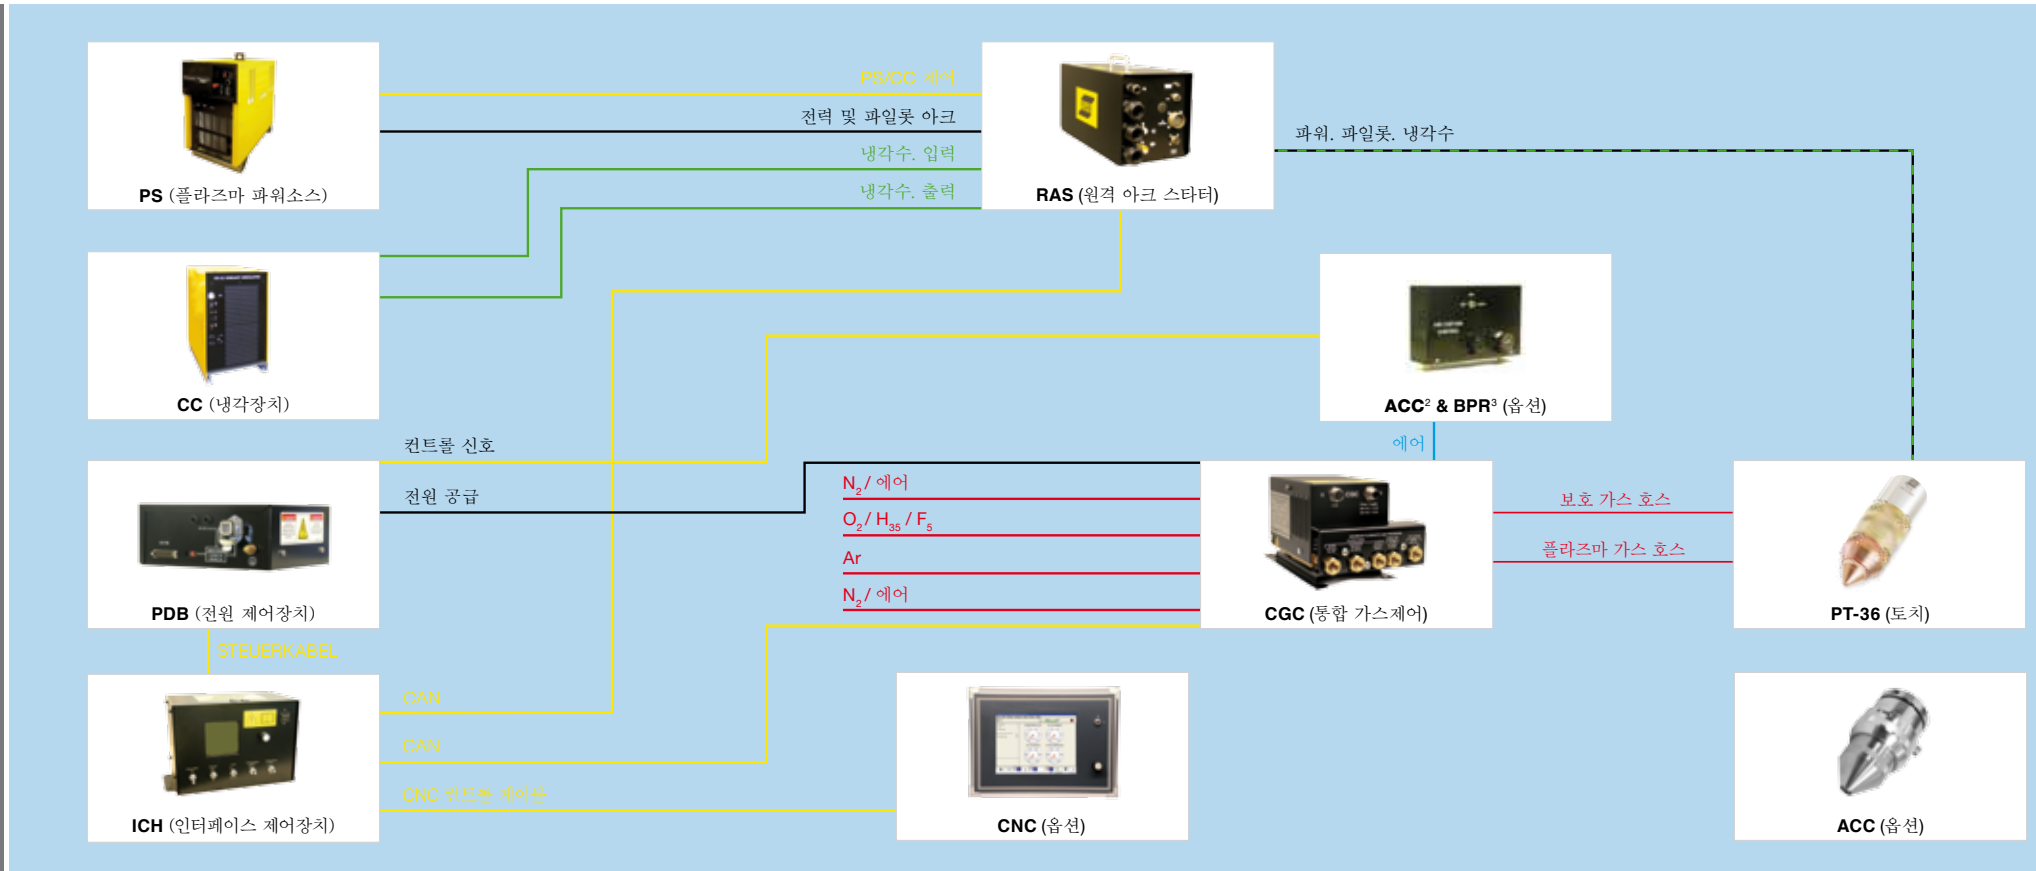 PS/CC 제어
전력 및 파일롯 아크
냉각수. 입력
냉각수. 출력
파워. 파일롯. 냉각수
PS (플라즈마 파워소스)
RAS (원격 아크 스타터)
CC (냉각장치)
ACC² & BPR³ (옵션)
에어
컨트롤 신호
전원 공급
N₂ / 에어
O₂ / H₃₅ / F₅
Ar
N₂ / 에어
보호 가스 호스
플라즈마 가스 호스
PDB (전원 제어장치)
CGC (통합 가스제어)
PT-36 (토치)
STEUERKABEL
CAN
CAN
CNC 컨트롤 케이블
ICH (인터페이스 제어장치)
CNC (옵션)
ACC (옵션)